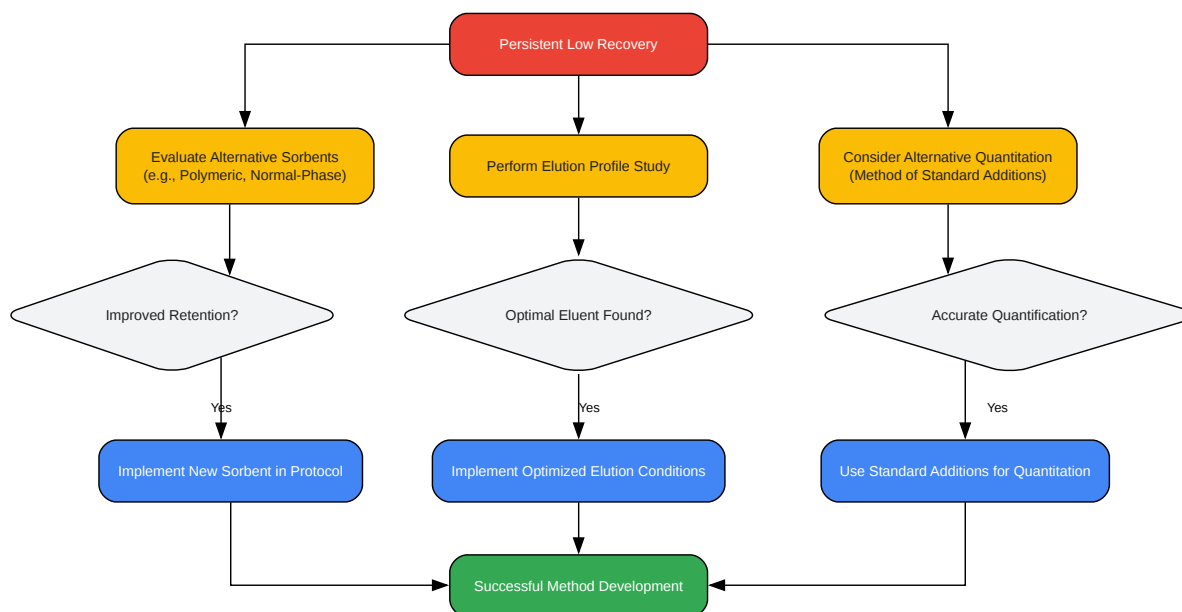 Persistent Low Recovery
Evaluate Alternative Sorbents
(e.g., Polymeric, Normal-Phase)
Perform Elution Profile Study
Consider Alternative Quantitation
(Method of Standard Additions)
Improved Retention?
Optimal Eluent Found?
Accurate Quantification?
Yes
Yes
Yes
Implement New Sorbent in Protocol
Implement Optimized Elution Conditions
Use Standard Additions for Quantitation
Successful Method Development